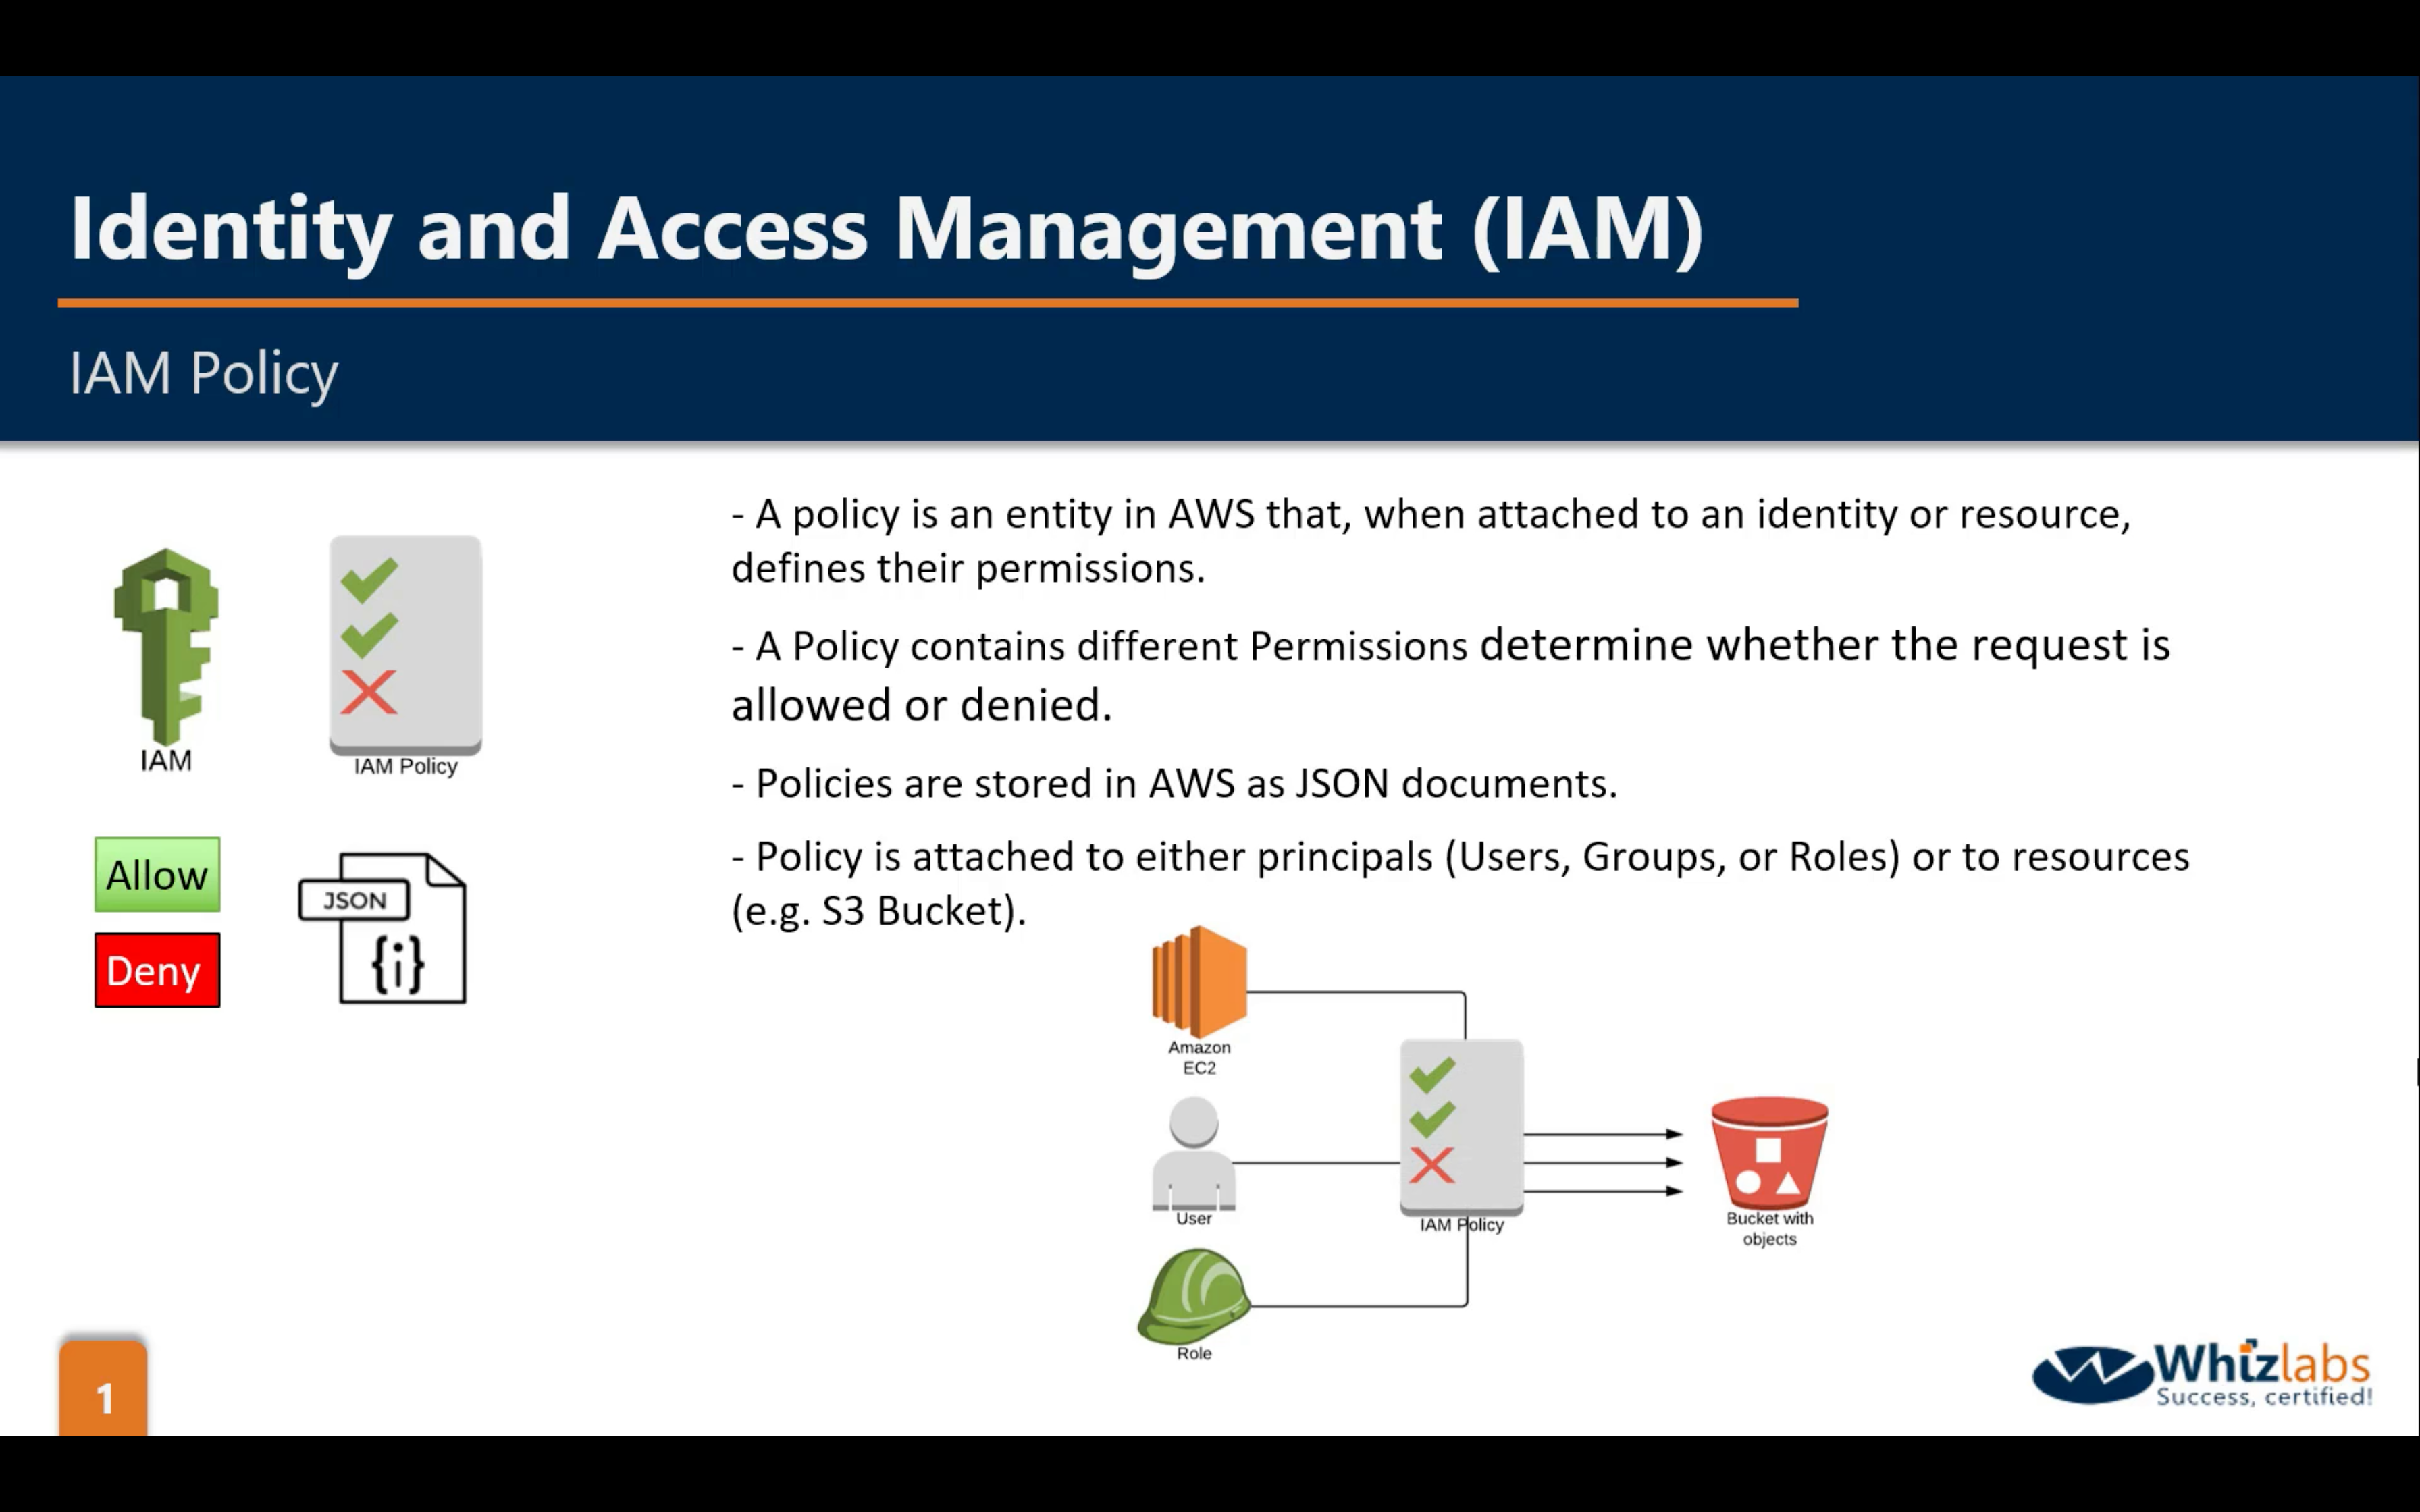 Identity and Access Management (IAM)
IAM Policy
- A policy is an entity in AWS that, when attached to an identity or resource,
defines their permissions.
- A Policy contains different Permissions determine whether the request is
allowed or denied.
- Policies are stored in AWS as JSON documents.
- Policy is attached to either principals (Users, Groups, or Roles) or to resources
(e.g. S3 Bucket).
IAM
IAM Policy
Allow
Deny
JSON
{i}
Amazon
EC2
User
Role
IAM Policy
Bucket with
objects
1
Whizlabs
Success, certified!